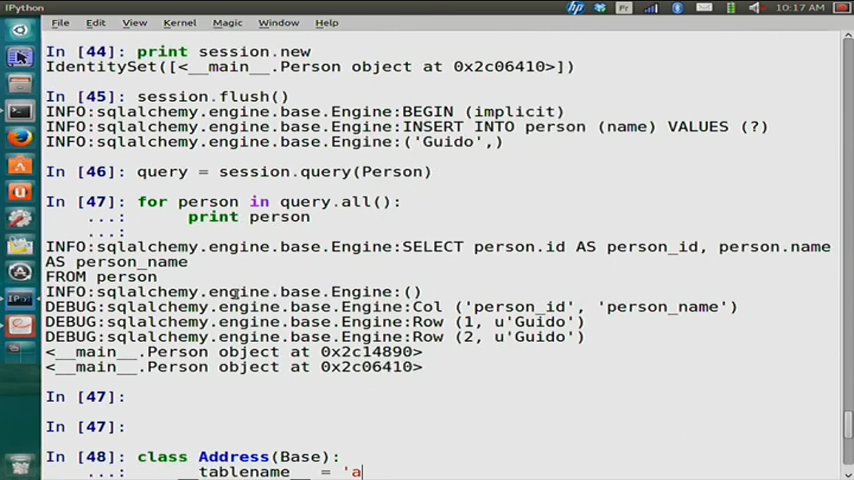 IPython
Fr
10:17 AM
File Edit View Kernel Magic Window Help
In [44]: print session.new
IdentitySet([<__main__.Person object at 0x2c06410>])
In [45]: session.flush()
INFO:sqlalchemy.engine.base.Engine:BEGIN (implicit)
INFO:sqlalchemy.engine.base.Engine:INSERT INTO person (name) VALUES (?)
INFO:sqlalchemy.engine.base.Engine:('Guido',)
In [46]: query = session.query(Person)
In [47]: for person in query.all():
...: print person
...:
INFO:sqlalchemy.engine.base.Engine:SELECT person.id AS person_id, person.name
AS person_name
FROM person
INFO:sqlalchemy.engine.base.Engine:()
DEBUG:sqlalchemy.engine.base.Engine:Col ('person_id', 'person_name')
DEBUG:sqlalchemy.engine.base.Engine:Row (1, u'Guido')
DEBUG:sqlalchemy.engine.base.Engine:Row (2, u'Guido')
<__main__.Person object at 0x2c14890>
<__main__.Person object at 0x2c06410>
In [47]:
In [47]:
In [48]: class Address(Base):
...: __tablename__ = 'a